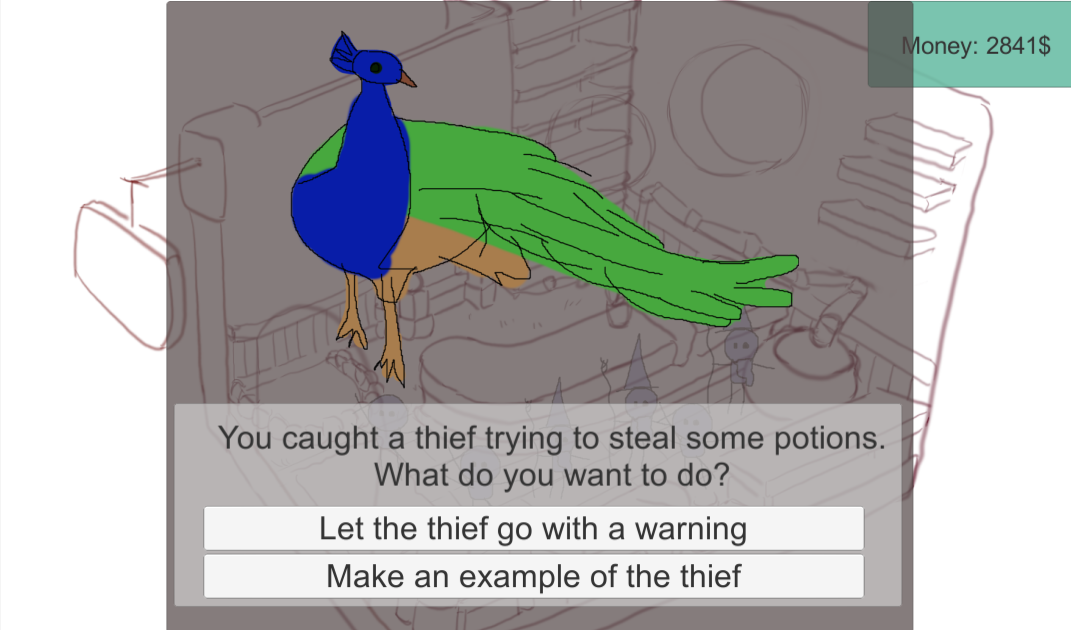 Money: 2841$
You caught a thief trying to steal some potions.
What do you want to do?
Let the thief go with a warning
Make an example of the thief